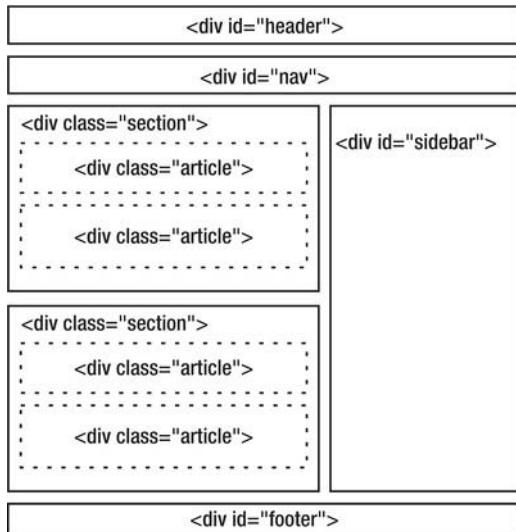 <div id="header">
<div id="nav">
<div class="section">
<div class="article">
<div class="article">
<div id="sidebar">
<div class="section">
<div class="article">
<div class="article">
<div id="footer">